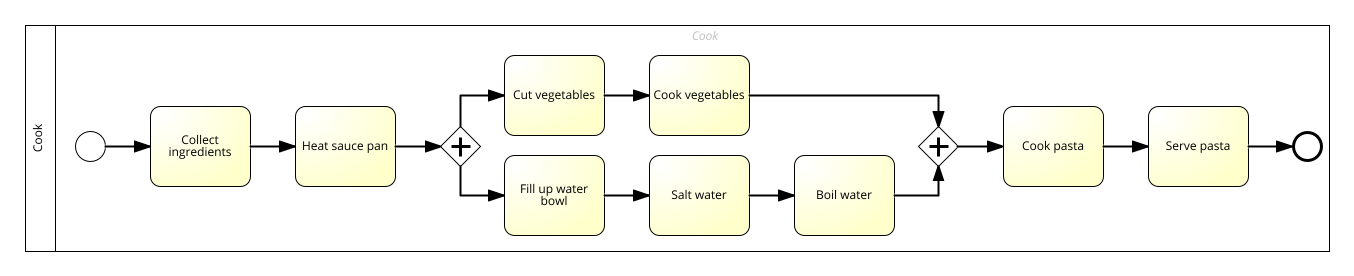 Cook
Cook
Collect
ingredients
Heat sauce pan
Cut vegetables
Cook vegetables
Fill up water
bowl
Salt water
Boil water
Cook pasta
Serve pasta